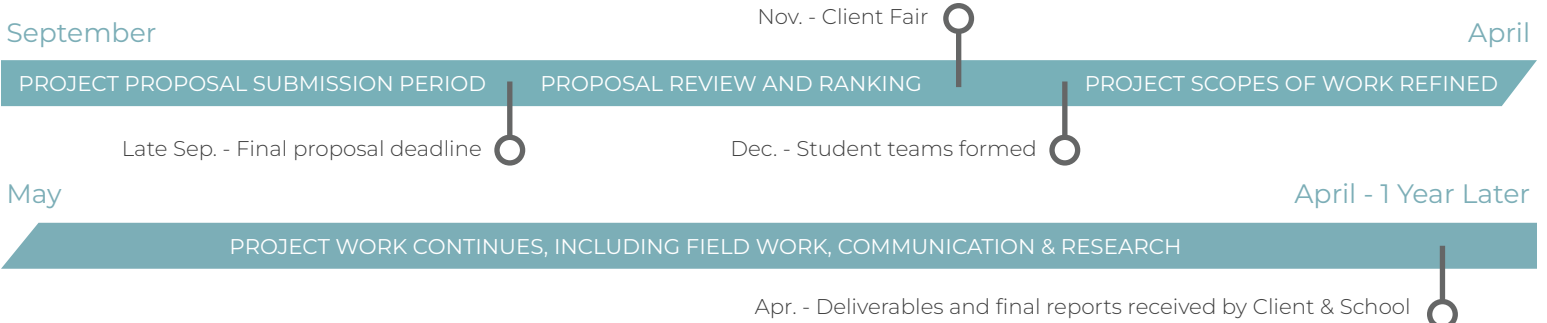 Nov. - Client Fair
September
April
PROJECT PROPOSAL SUBMISSION PERIOD
PROPOSAL REVIEW AND RANKING
PROJECT SCOPES OF WORK REFINED
Late Sep. - Final proposal deadline
Dec. - Student teams formed
May
April - 1 Year Later
PROJECT WORK CONTINUES, INCLUDING FIELD WORK, COMMUNICATION & RESEARCH
Apr. - Deliverables and final reports received by Client & School